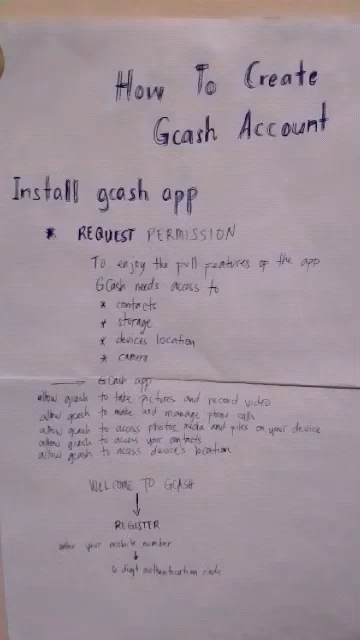 How To Create
Gcash Account
Install gcash app
* REQUEST PERMISSION
To enjoy the full features of the app
GCash needs access to
* contacts
* storage
* devices location
* camera
→ GCash app
allow gcash to take pictures and record video
allow gcash to make and manage phone calls
allow gcash to access photos media and files on your device
allow gcash to access your contacts
allow gcash to access device's location
WELCOME TO GCASH
↓
REGISTER
enter your mobile number
↓
6 digit authentication code